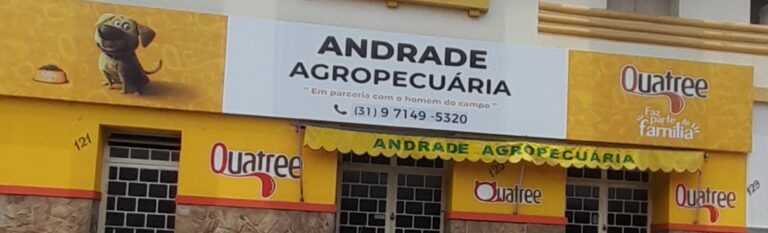 ANDRADE
AGROPECUÁRIA
" Em parceria com o homem do campo "
(31) 9 7149-5320
Quatree
Faz
parte da
família
ANDRADE AGROPECUÁRIA
121
Quatree
123
Quatree
Quatree
129